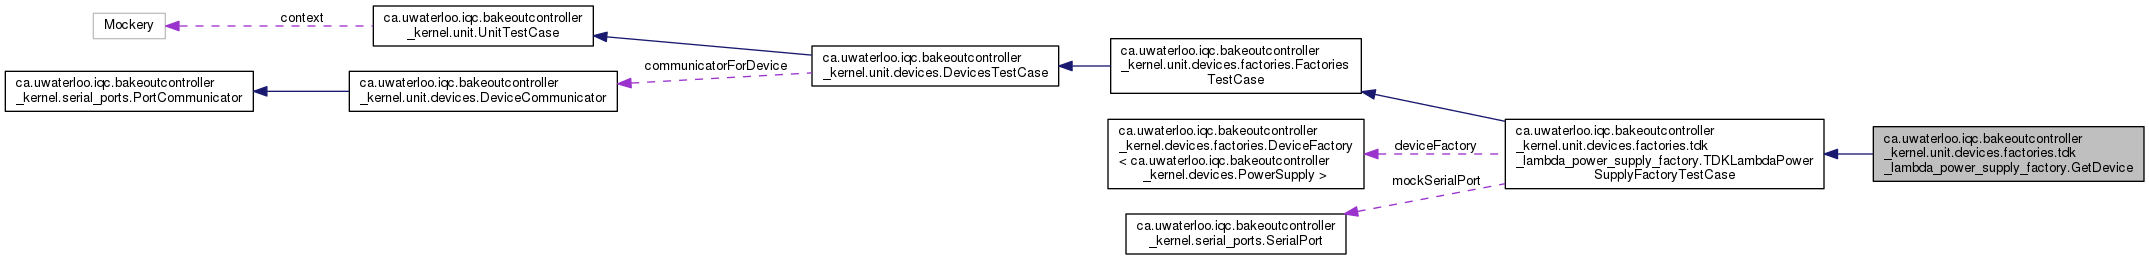 Mockery
context
ca.uwaterloo.iqc.bakeoutcontroller
_kernel.unit.UnitTestCase
ca.uwaterloo.iqc.bakeoutcontroller
_kernel.serial_ports.PortCommunicator
ca.uwaterloo.iqc.bakeoutcontroller
_kernel.unit.devices.DeviceCommunicator
communicatorForDevice
ca.uwaterloo.iqc.bakeoutcontroller
_kernel.unit.devices.DevicesTestCase
ca.uwaterloo.iqc.bakeoutcontroller
_kernel.unit.devices.factories.Factories
TestCase
ca.uwaterloo.iqc.bakeoutcontroller
_kernel.devices.factories.DeviceFactory
< ca.uwaterloo.iqc.bakeoutcontroller
_kernel.devices.PowerSupply >
deviceFactory
mockSerialPort
ca.uwaterloo.iqc.bakeoutcontroller
_kernel.serial_ports.SerialPort
ca.uwaterloo.iqc.bakeoutcontroller
_kernel.unit.devices.factories.tdk
_lambda_power_supply_factory.TDKLambdaPower
SupplyFactoryTestCase
ca.uwaterloo.iqc.bakeoutcontroller
_kernel.unit.devices.factories.tdk
_lambda_power_supply_factory.GetDevice